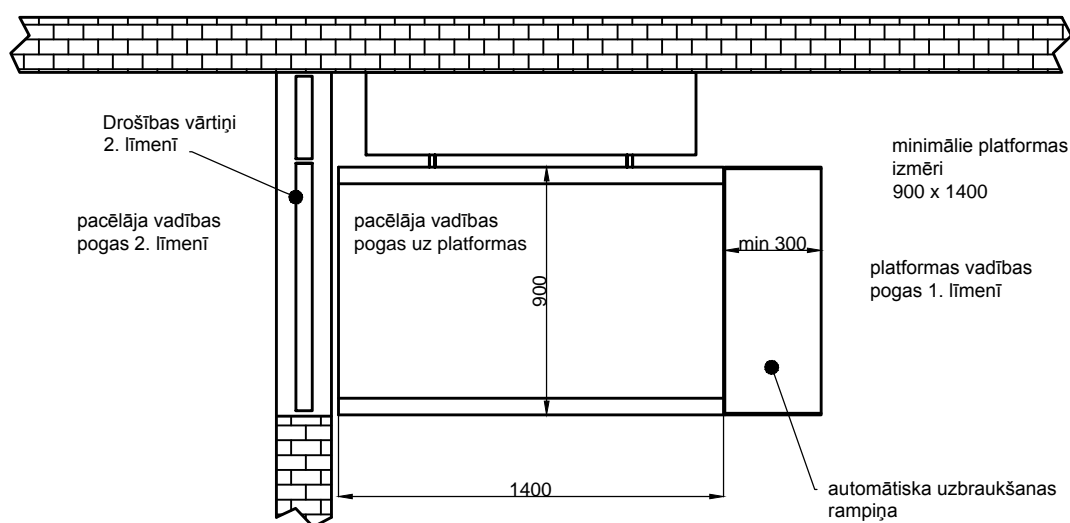 Drošības vārtiņi
2. līmenī
pacēlāja vadības
pogas 2. līmenī
pacēlāja vadības
pogas uz platformas
900
1400
min 300
minimālie platformas
izmēri
900 x 1400
platformas vadības
pogas 1. līmenī
automātiska uzbraukšanas
rampiņa